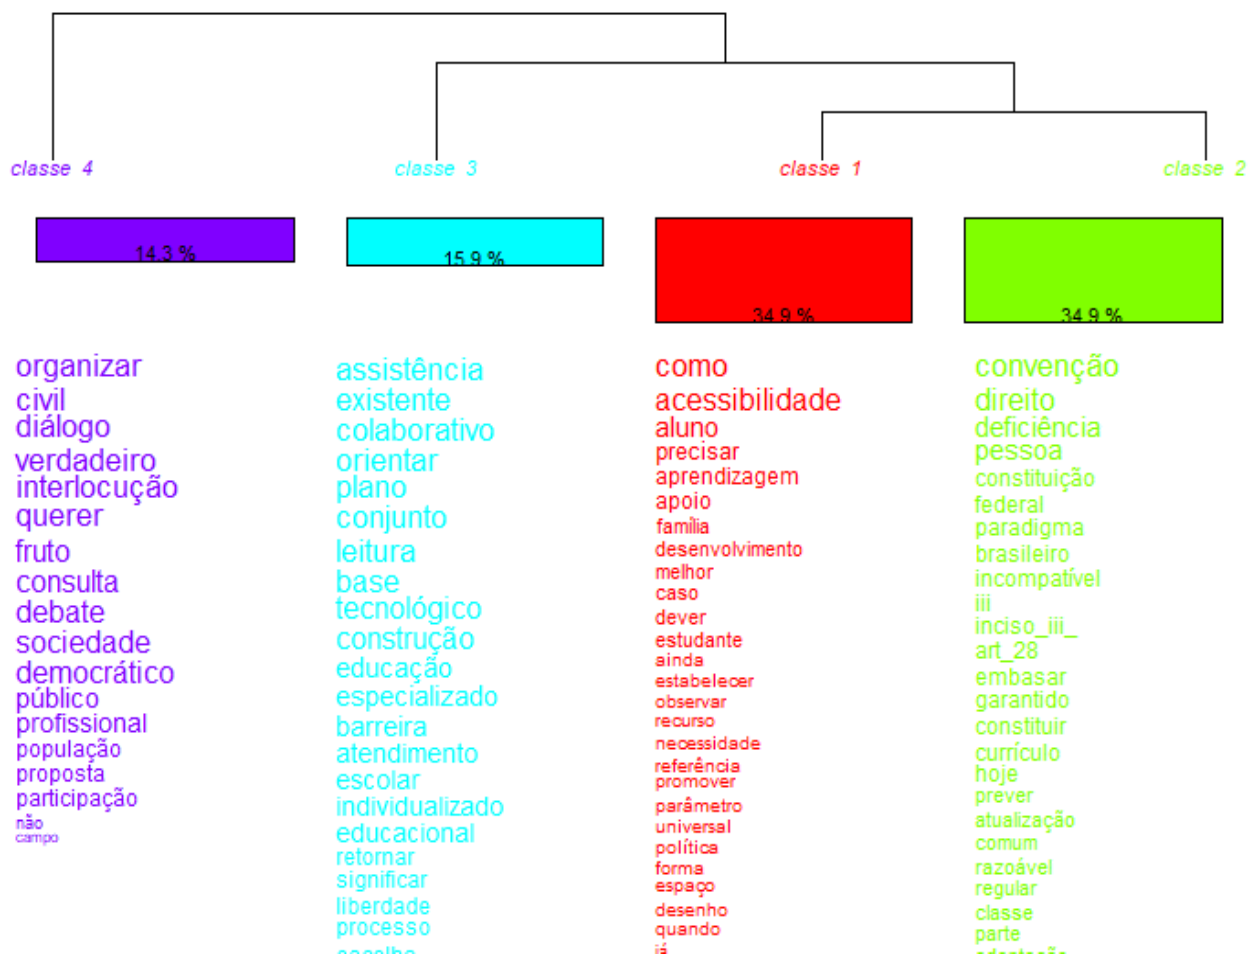 classe 4
classe 3
classe 1
classe 2
14.3 %
15.9 %
34.9 %
34.9 %
organizar
civil
diálogo
verdadeiro
interlocução
querer
fruto
consulta
debate
sociedade
democrático
público
profissional
população
proposta
participação
não
campo
assistência
existente
colaborativo
orientar
plano
conjunto
leitura
base
tecnológico
construção
educação
especializado
barreira
atendimento
escolar
individualizado
educacional
retornar
significar
liberdade
processo
como
acessibilidade
aluno
precisar
aprendizagem
apoio
família
desenvolvimento
melhor
caso
dever
estudante
ainda
estabelecer
observar
recurso
necessidade
referência
promover
parâmetro
universal
política
forma
espaço
desenho
quando
já
convenção
direito
deficiência
pessoa
constituição
federal
paradigma
brasileiro
incompatível
iii
inciso_iii_
art_28
embasar
garantido
constituir
currículo
hoje
prever
atualização
comum
razoável
regular
classe
parte